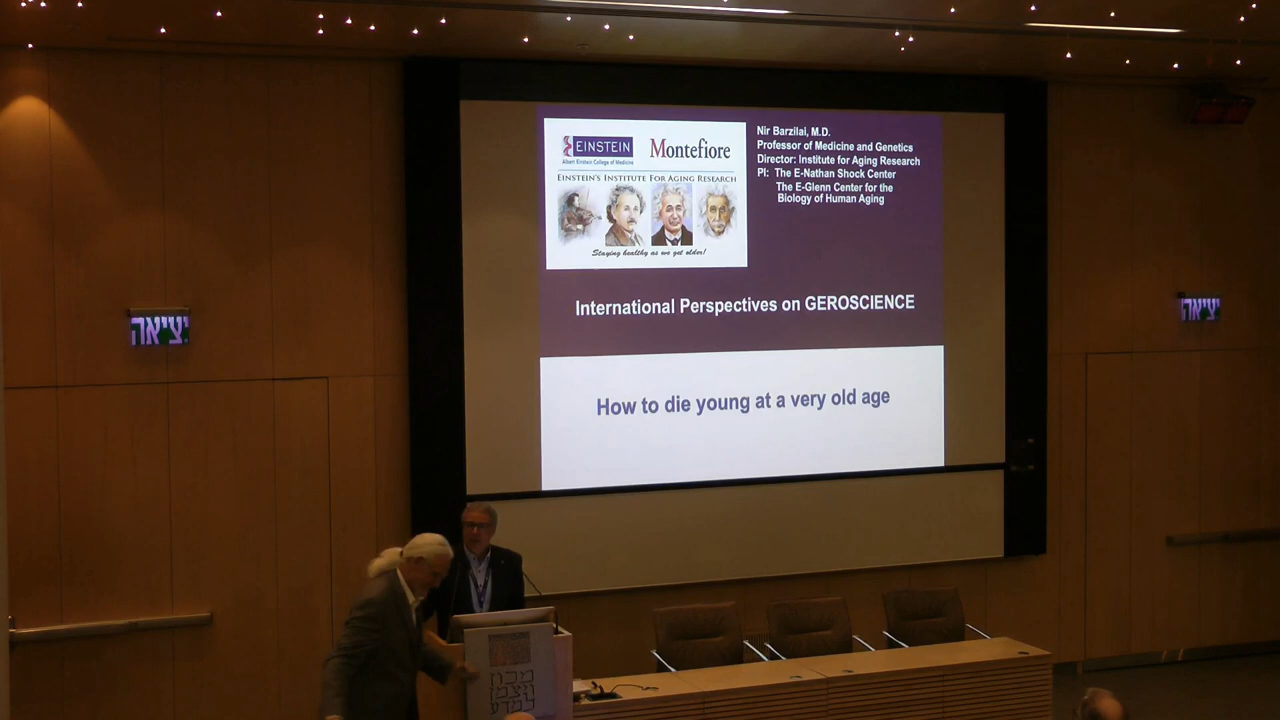 EINSTEIN
Albert Einstein College of Medicine
Montefiore
EINSTEIN'S INSTITUTE FOR AGING RESEARCH
Staying healthy as we get older!
Nir Barzilai, M.D.
Professor of Medicine and Genetics
Director: Institute for Aging Research
PI: The E-Nathan Shock Center
The E-Glenn Center for the
Biology of Human Aging
International Perspectives on GEROSCIENCE
How to die young at a very old age
יציאה
יציאה
מכון
ויצמן
למדע